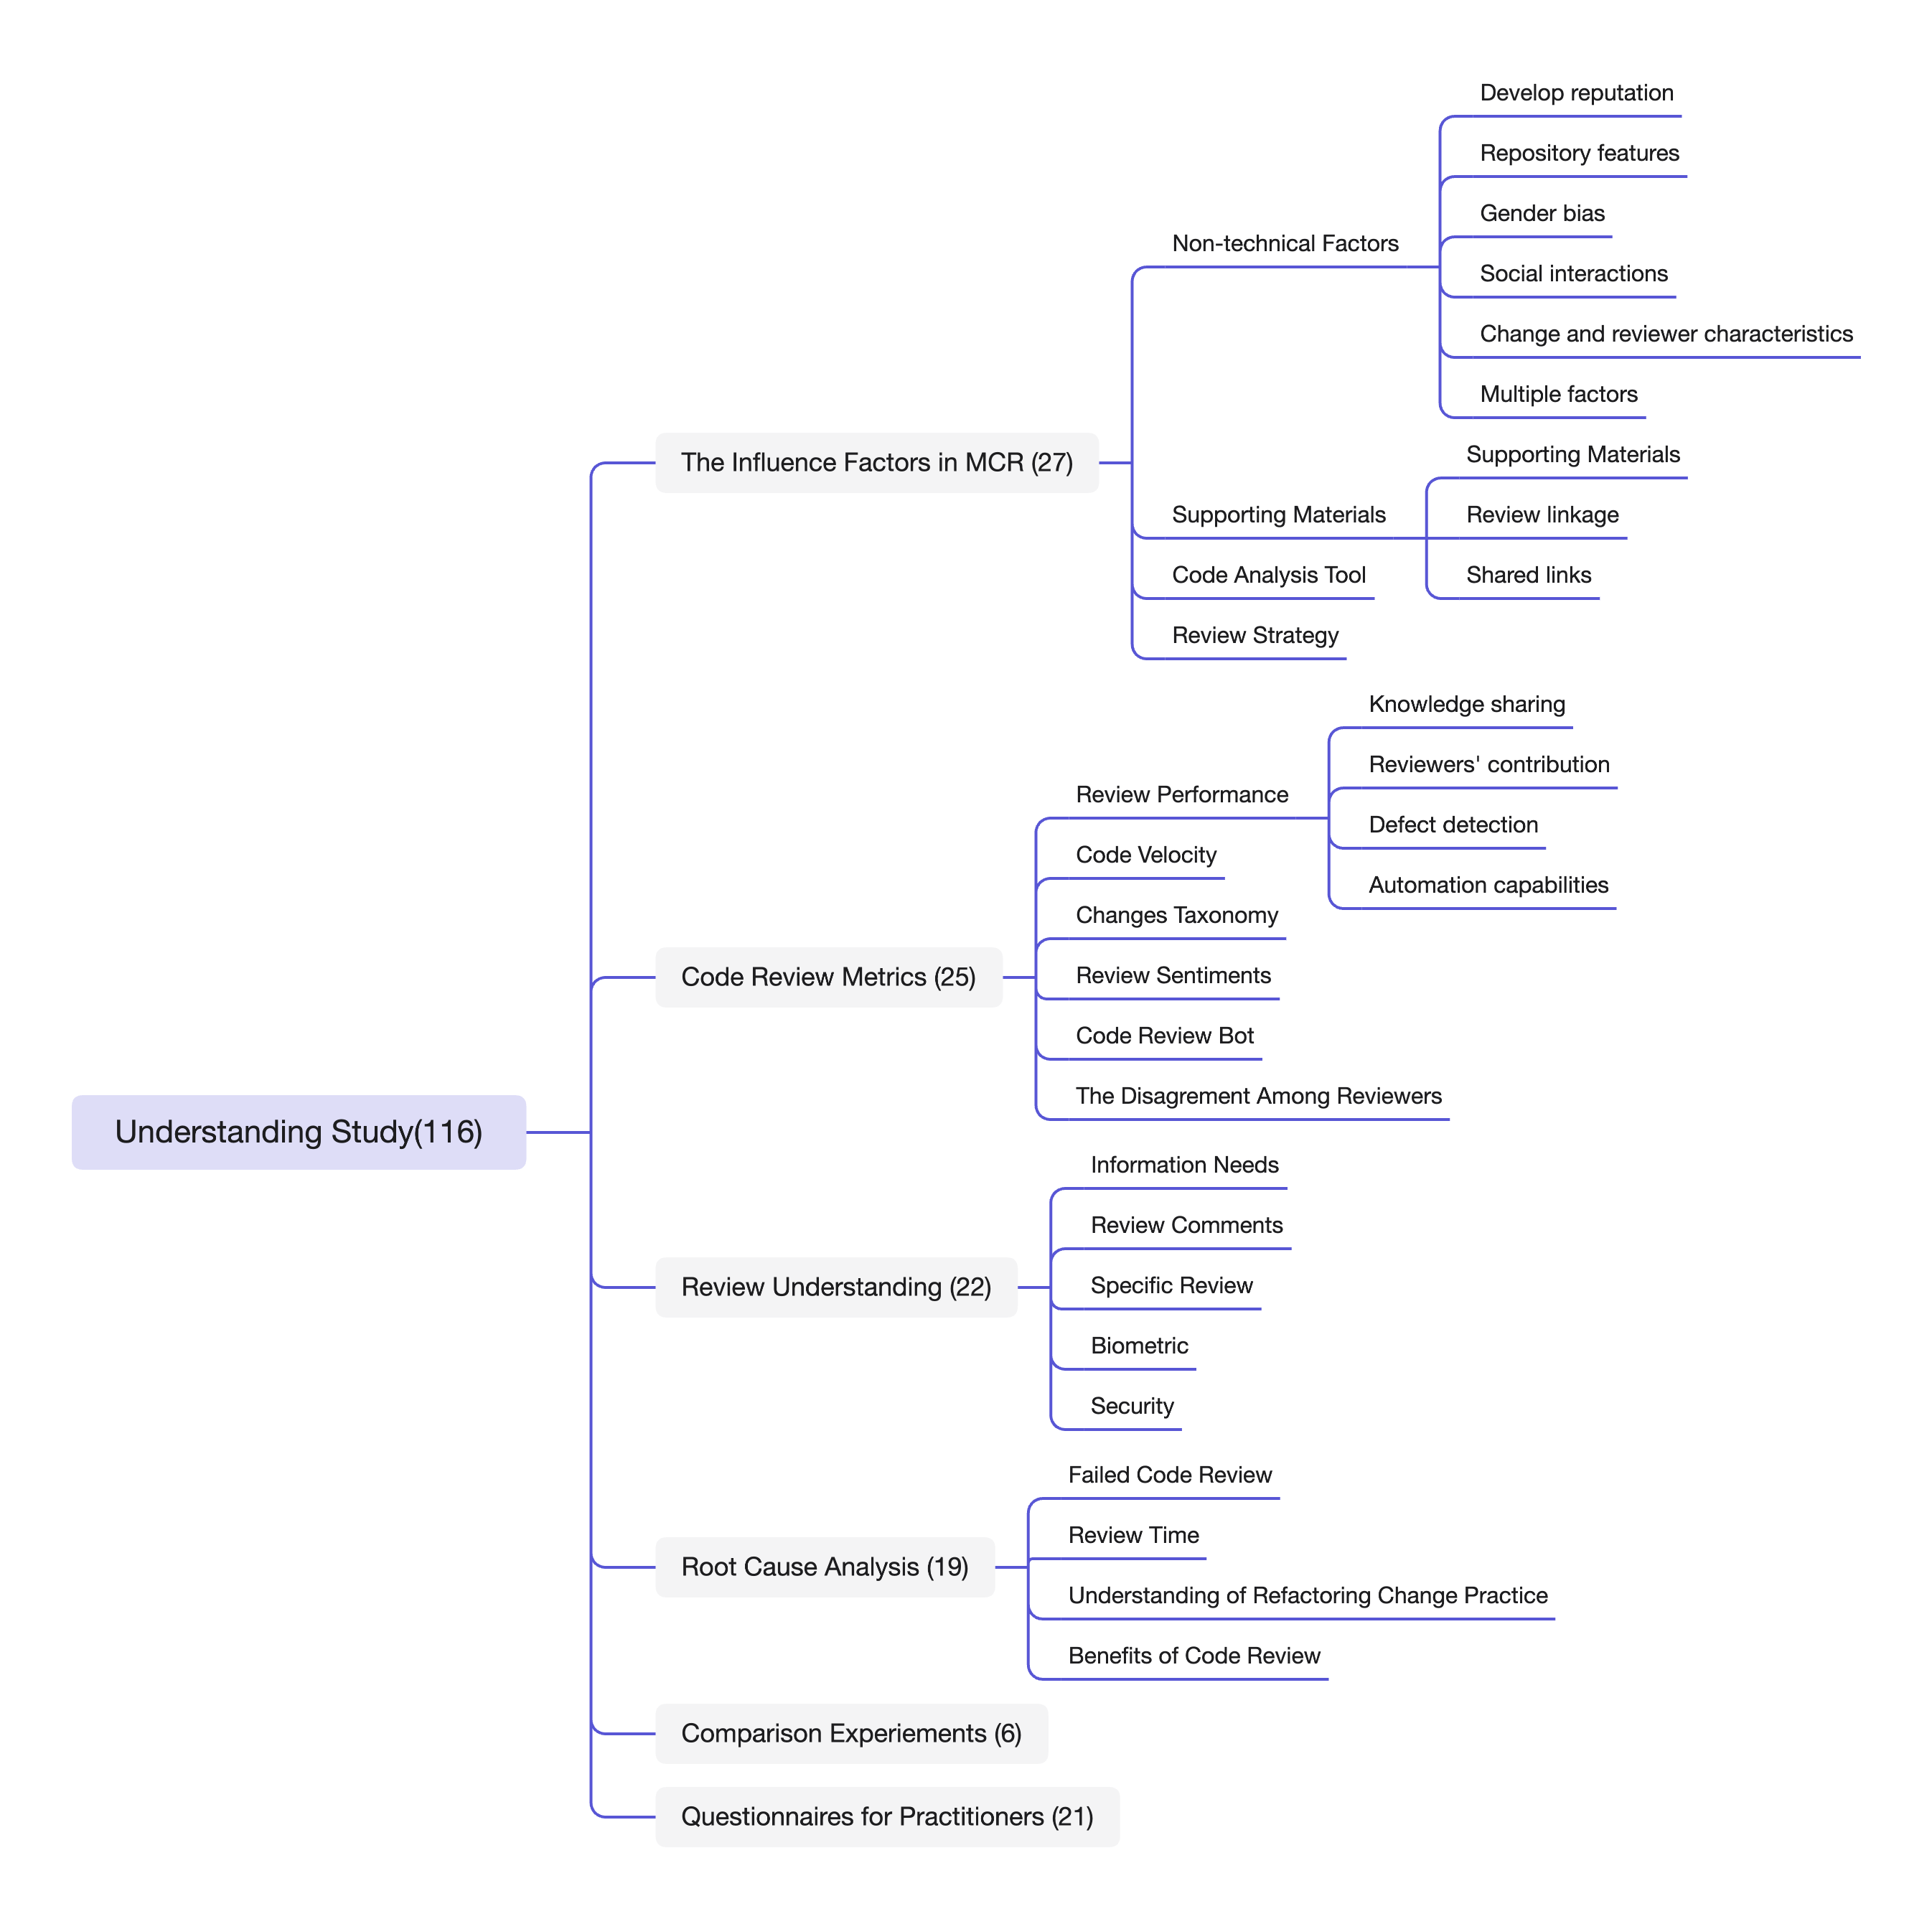 Understanding Study(116)
The Influence Factors in MCR (27)
Non-technical Factors
Develop reputation
Repository features
Gender bias
Social interactions
Change and reviewer characteristics
Multiple factors
Supporting Materials
Supporting Materials
Review linkage
Shared links
Code Analysis Tool
Review Strategy
Code Review Metrics (25)
Review Performance
Knowledge sharing
Reviewers' contribution
Defect detection
Automation capabilities
Code Velocity
Changes Taxonomy
Review Sentiments
Code Review Bot
The Disagrement Among Reviewers
Review Understanding (22)
Information Needs
Review Comments
Specific Review
Biometric
Security
Root Cause Analysis (19)
Failed Code Review
Review Time
Understanding of Refactoring Change Practice
Benefits of Code Review
Comparison Experiements (6)
Questionnaires for Practitioners (21)